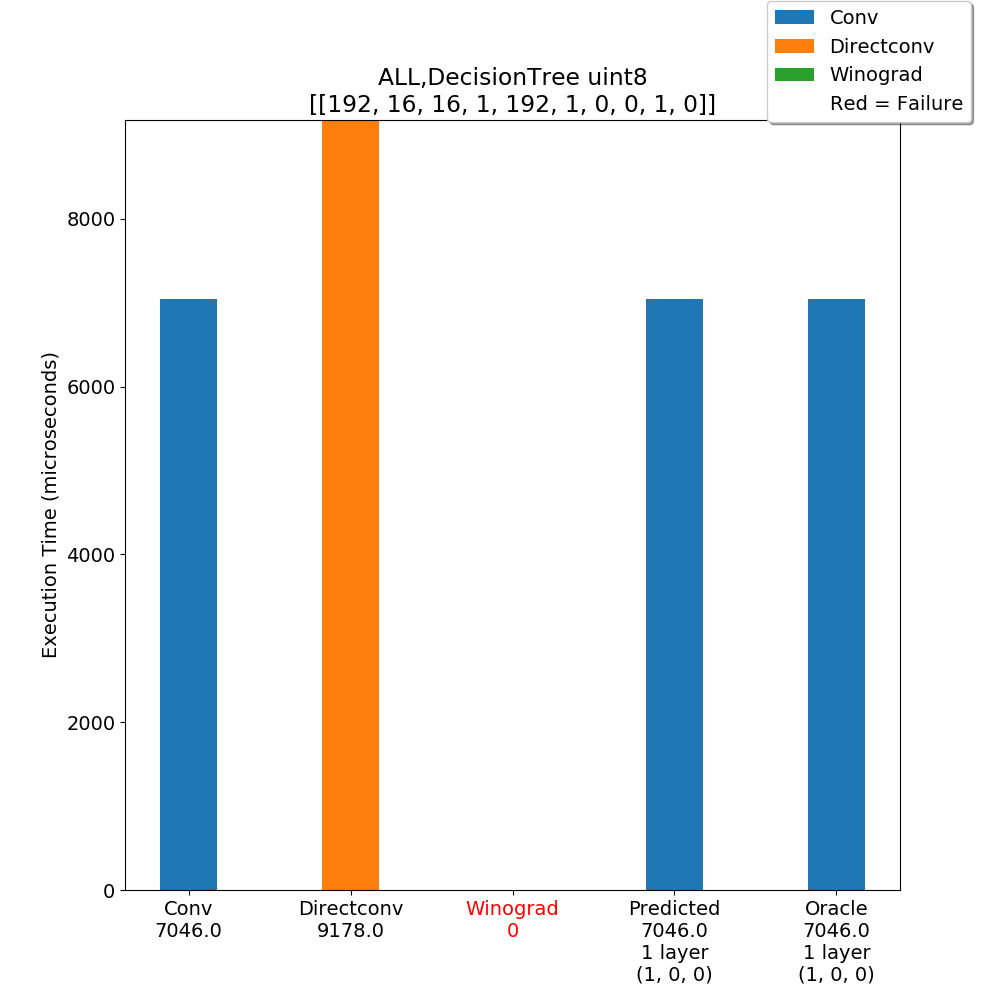 Conv
Directconv
Winograd
Red = Failure
ALL,DecisionTree uint8
[[192, 16, 16, 1, 192, 1, 0, 0, 1, 0]]
Execution Time (microseconds)
8000
6000
4000
2000
0
Conv
7046.0
Directconv
9178.0
Winograd
0
Predicted
7046.0
1 layer
(1, 0, 0)
Oracle
7046.0
1 layer
(1, 0, 0)